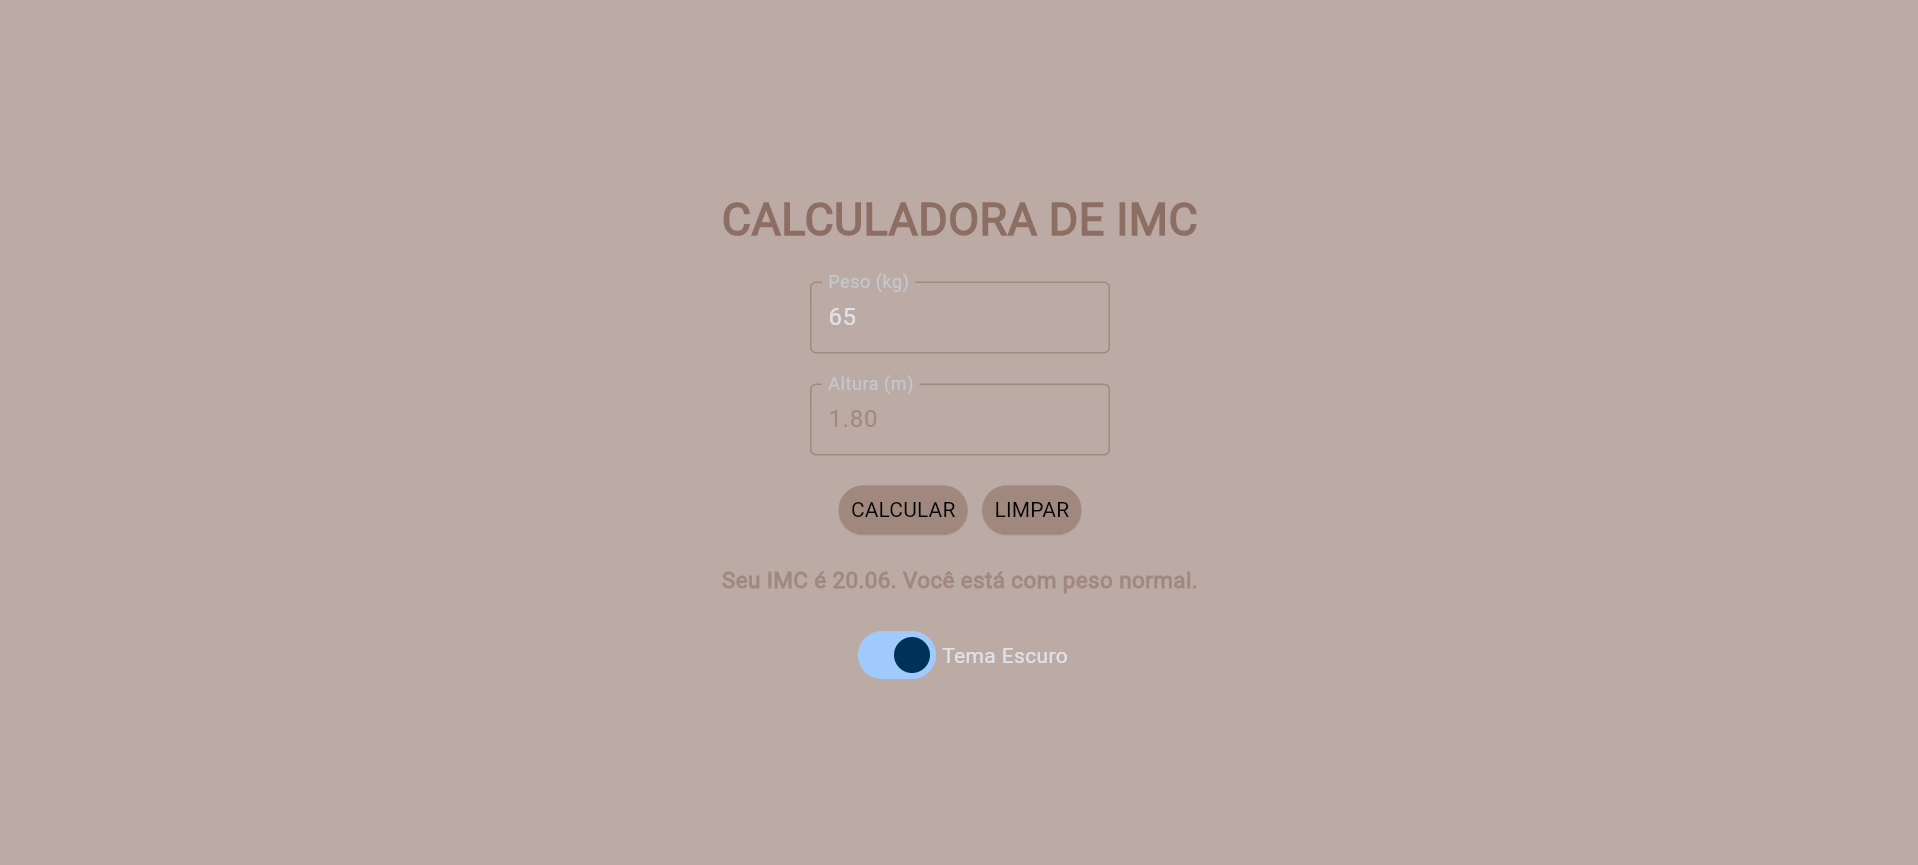 CALCULADORA DE IMC
Peso (kg)
65
Altura (m)
1.80
CALCULAR LIMPAR
Seu IMC é 20.06. Você está com peso normal.
Tema Escuro